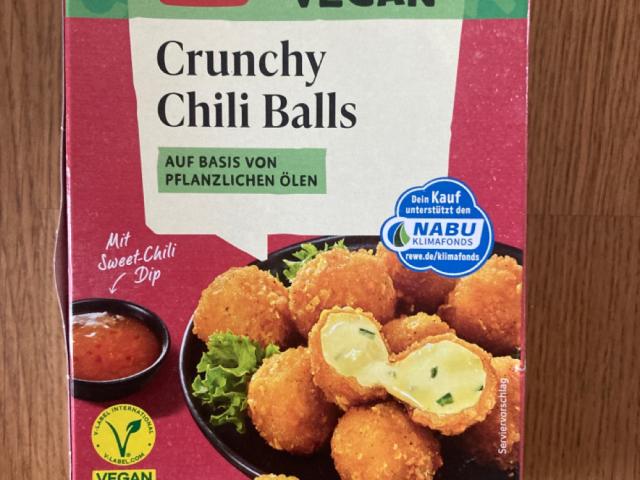 VEGAN
Crunchy
Chili Balls
AUF BASIS VON
PFLANZLICHEN ÖLEN
Dein Kauf
unterstützt den
NABU
KLIMAFONDS
rewe.de/klimafonds
Mit
Sweet-Chili
Dip
V-LABEL INTERNATIONAL
V-LABEL.COM
VEGAN
Serviervorschlag